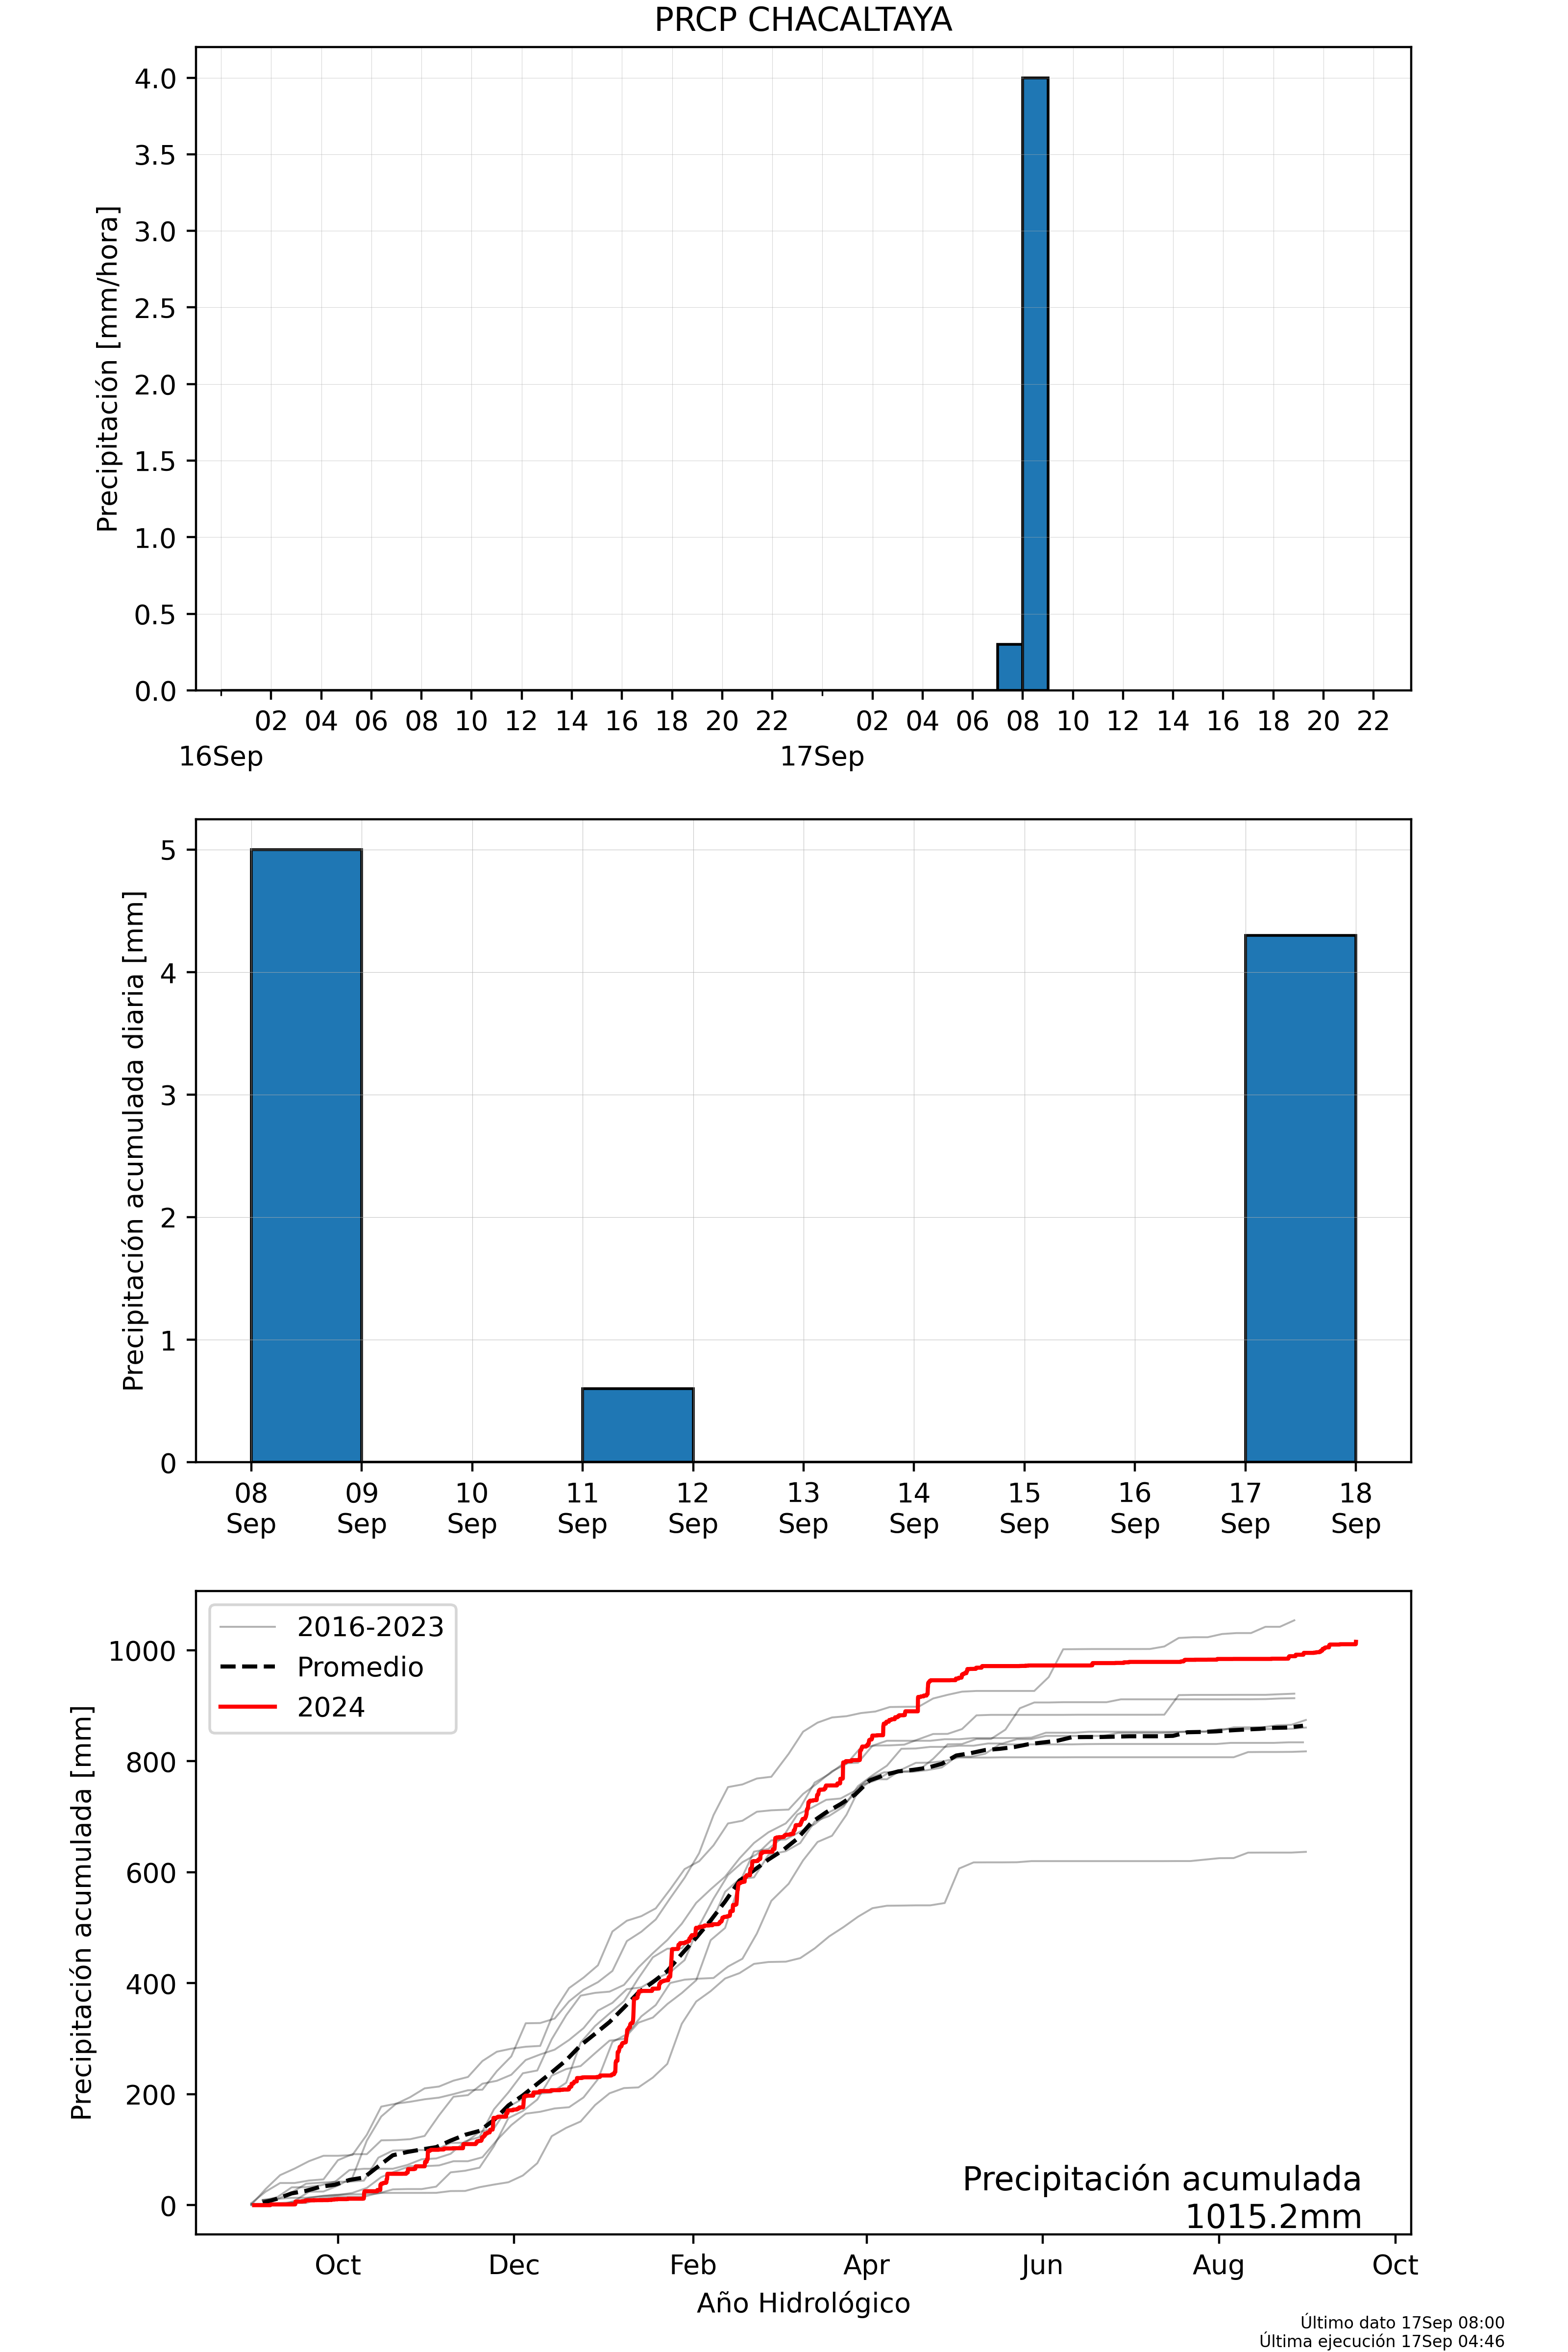 PRCP CHACALTAYA
Precipitación [mm/hora]
4.0
3.5
3.0
2.5
2.0
1.5
1.0
0.5
0.0
02 04 06 08 10 12 14 16 18 20 22 02 04 06 08 10 12 14 16 18 20 22
16Sep 17Sep
Precipitación acumulada diaria [mm]
5
4
3
2
1
0
08 09 10 11 12 13 14 15 16 17 18
Sep Sep Sep Sep Sep Sep Sep Sep Sep Sep Sep
Precipitación acumulada [mm]
1000
800
600
400
200
0
2016-2023
Promedio
2024
Precipitación acumulada
1015.2mm
Oct Dec Feb Apr Jun Aug Oct
Año Hidrológico
Último dato 17Sep 08:00
Última ejecución 17Sep 04:46